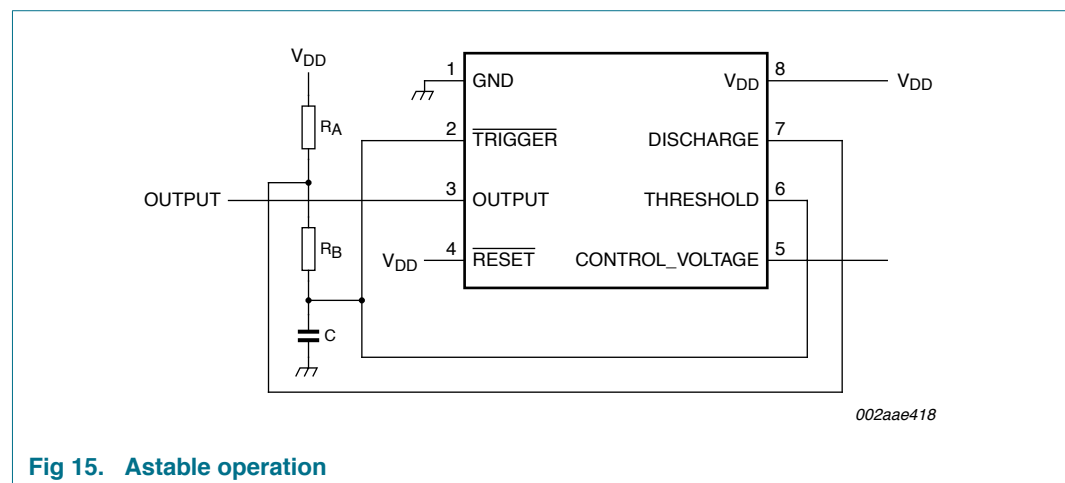 VDD
RA
RB
C
OUTPUT
VDD
1 GND
2 TRIGGER
3 OUTPUT
4 RESET
VDD 8 VDD
DISCHARGE 7
THRESHOLD 6
CONTROL_VOLTAGE 5
002aae418
Fig 15. Astable operation